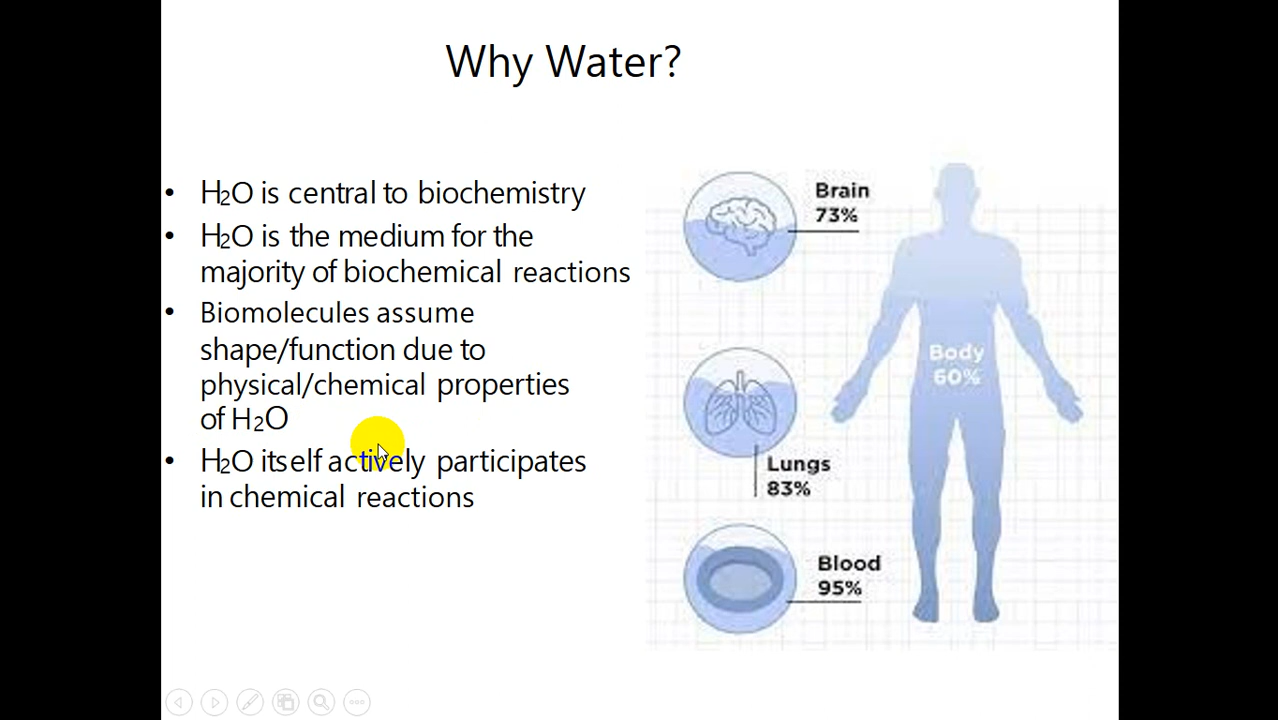 Why Water?
• H₂O is central to biochemistry
• H₂O is the medium for the
majority of biochemical reactions
• Biomolecules assume
shape/function due to
physical/chemical properties
of H₂O
• H₂O itself actively participates
in chemical reactions
Brain
73%
Body
60%
Lungs
83%
Blood
95%